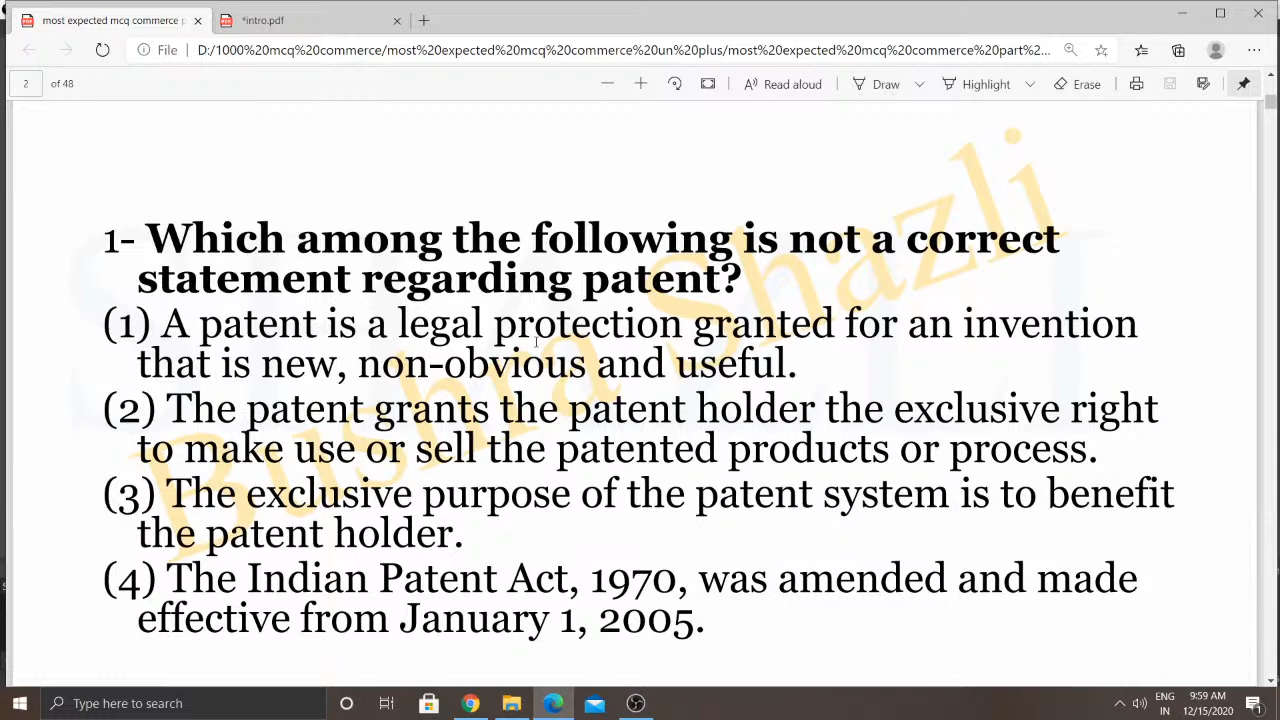 most expected mcq commerce p
*intro.pdf
File
D:/1000%20mcq%20commerce/most%20expected%20mcq%20commerce%20un%20plus/most%20expected%20mcq%20commerce%20part%2...
2 of 48
Read aloud
Draw
Highlight
Erase
1- Which among the following is not a correct
statement regarding patent?
(1) A patent is a legal protection granted for an invention
that is new, non-obvious and useful.
(2) The patent grants the patent holder the exclusive right
to make use or sell the patented products or process.
(3) The exclusive purpose of the patent system is to benefit
the patent holder.
(4) The Indian Patent Act, 1970, was amended and made
effective from January 1, 2005.
Bushra Shazli
Type here to search
ENG
IN
9:59 AM
12/15/2020
1